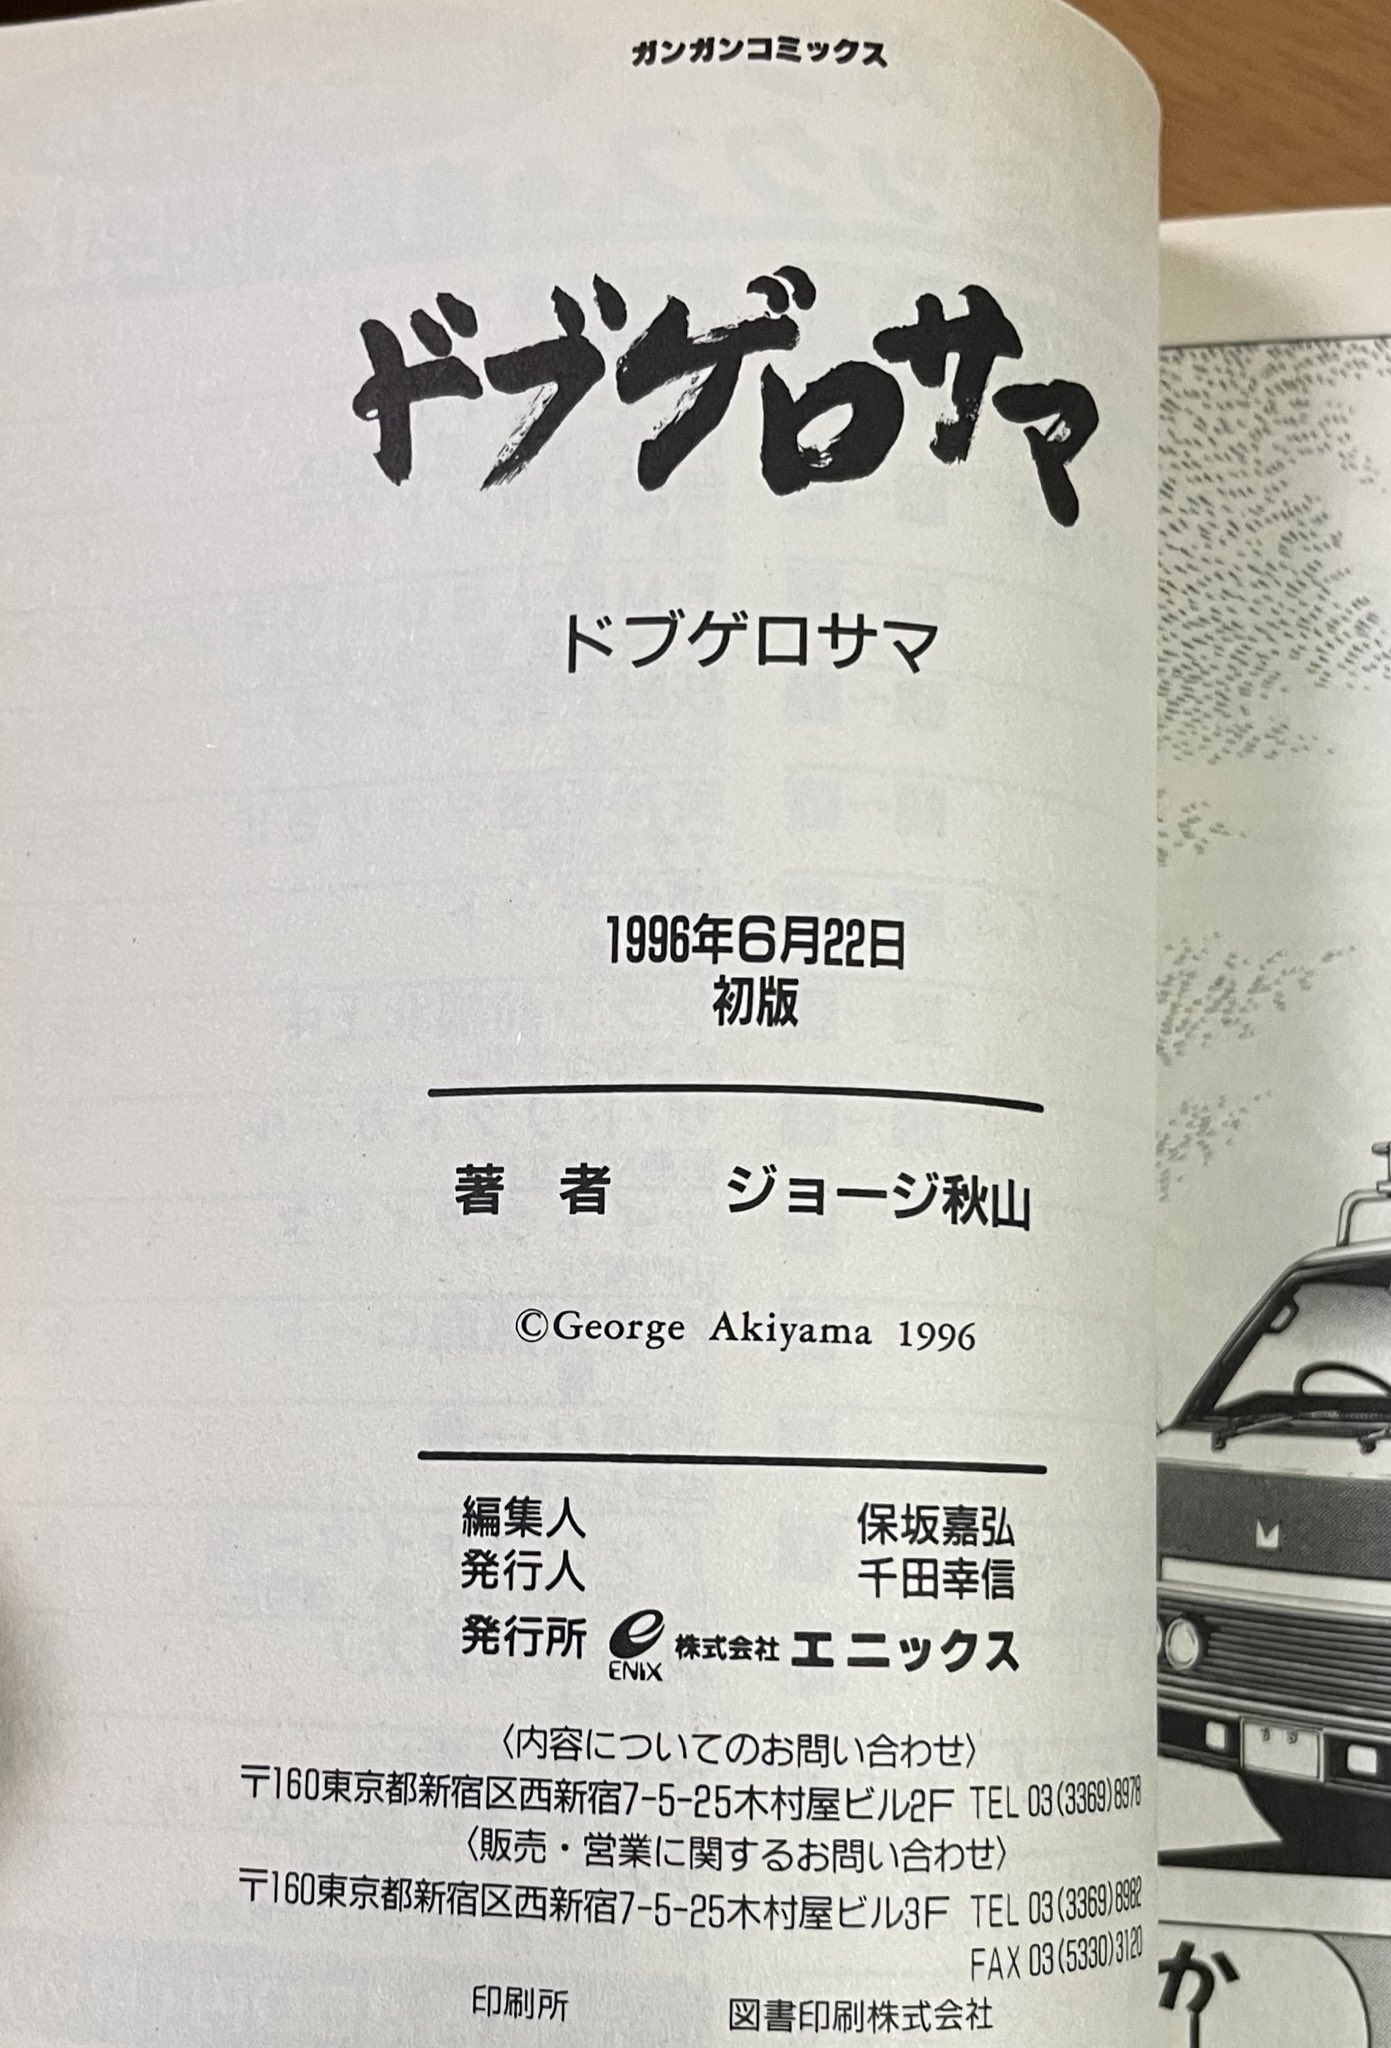 ガンガンコミックス
ドブゲロサマ
ドブゲロサマ
1996年6月22日
初版
著 者 ジョージ秋山
©George Akiyama 1996
編集人 保坂嘉弘
発行人 千田幸信
発行所 ENIX 株式会社 エニックス
〈内容についてのお問い合わせ〉
〒160東京都新宿区西新宿7-5-25木村屋ビル2F TEL 03(3369)8978
〈販売・営業に関するお問い合わせ〉
〒160東京都新宿区西新宿7-5-25木村屋ビル3F TEL 03(3369)8982
FAX 03(5330)3120
印刷所 図書印刷株式会社
か